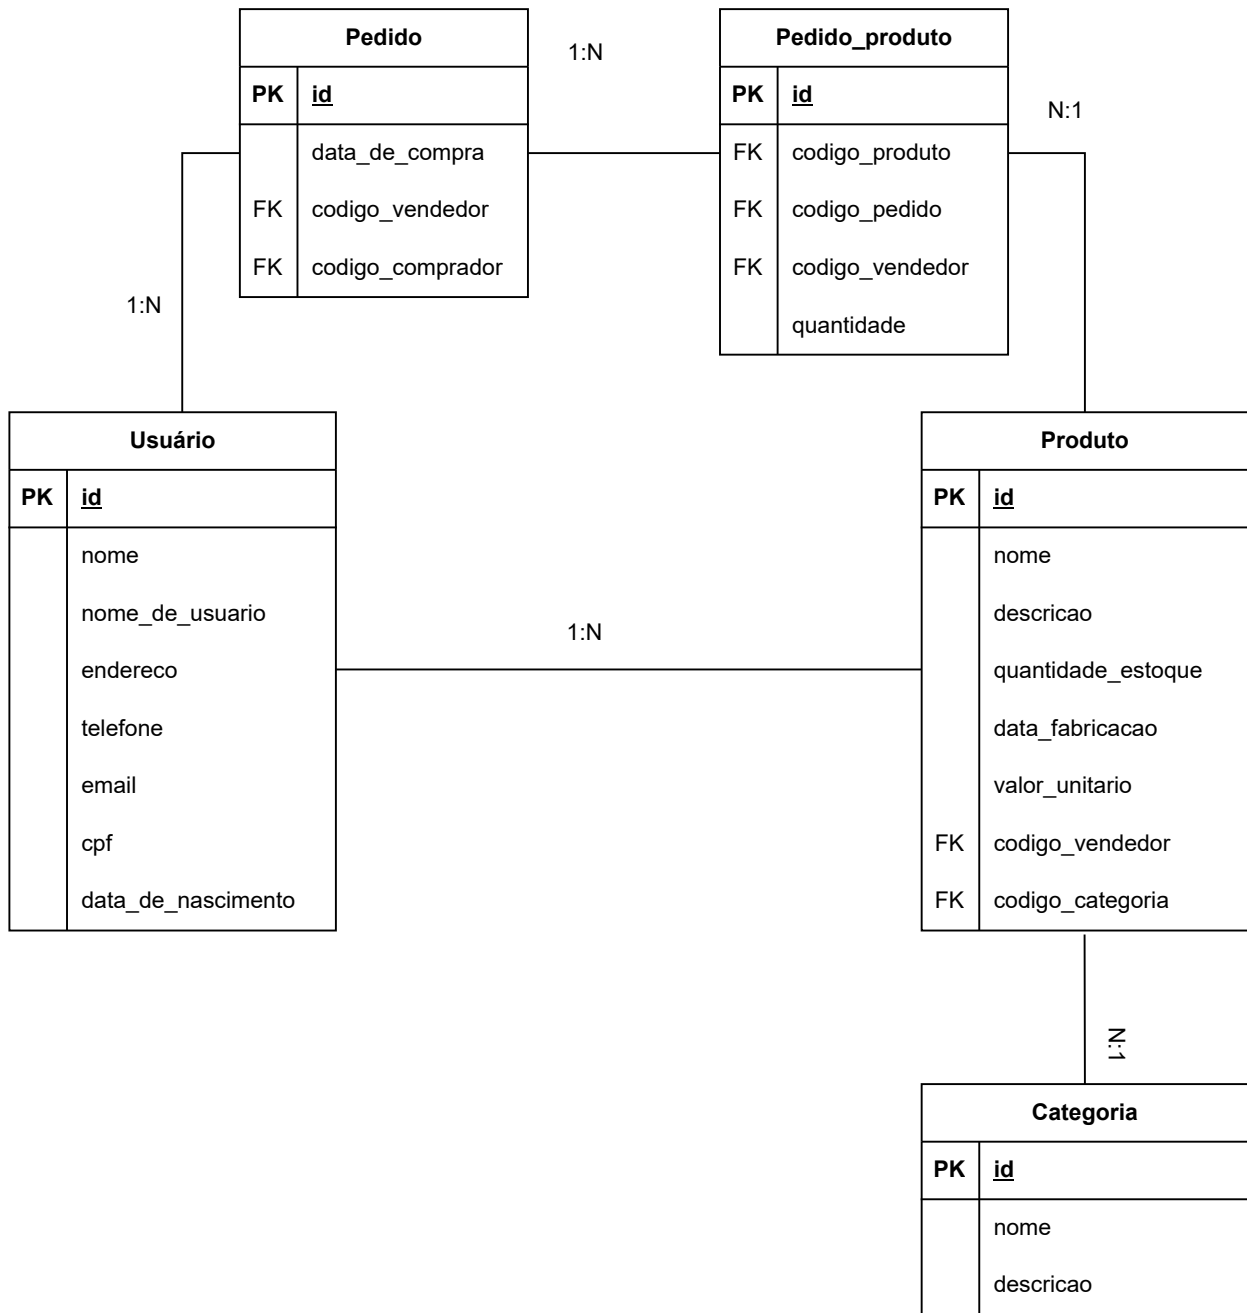 Pedido
PK id
data_de_compra
FK codigo_vendedor
FK codigo_comprador
1:N
Pedido_produto
PK id
FK codigo_produto
FK codigo_pedido
FK codigo_vendedor
quantidade
N:1
1:N
Usuário
PK id
nome
nome_de_usuario
endereco
telefone
email
cpf
data_de_nascimento
1:N
Produto
PK id
nome
descricao
quantidade_estoque
data_fabricacao
valor_unitario
FK codigo_vendedor
FK codigo_categoria
N:1
Categoria
PK id
nome
descricao